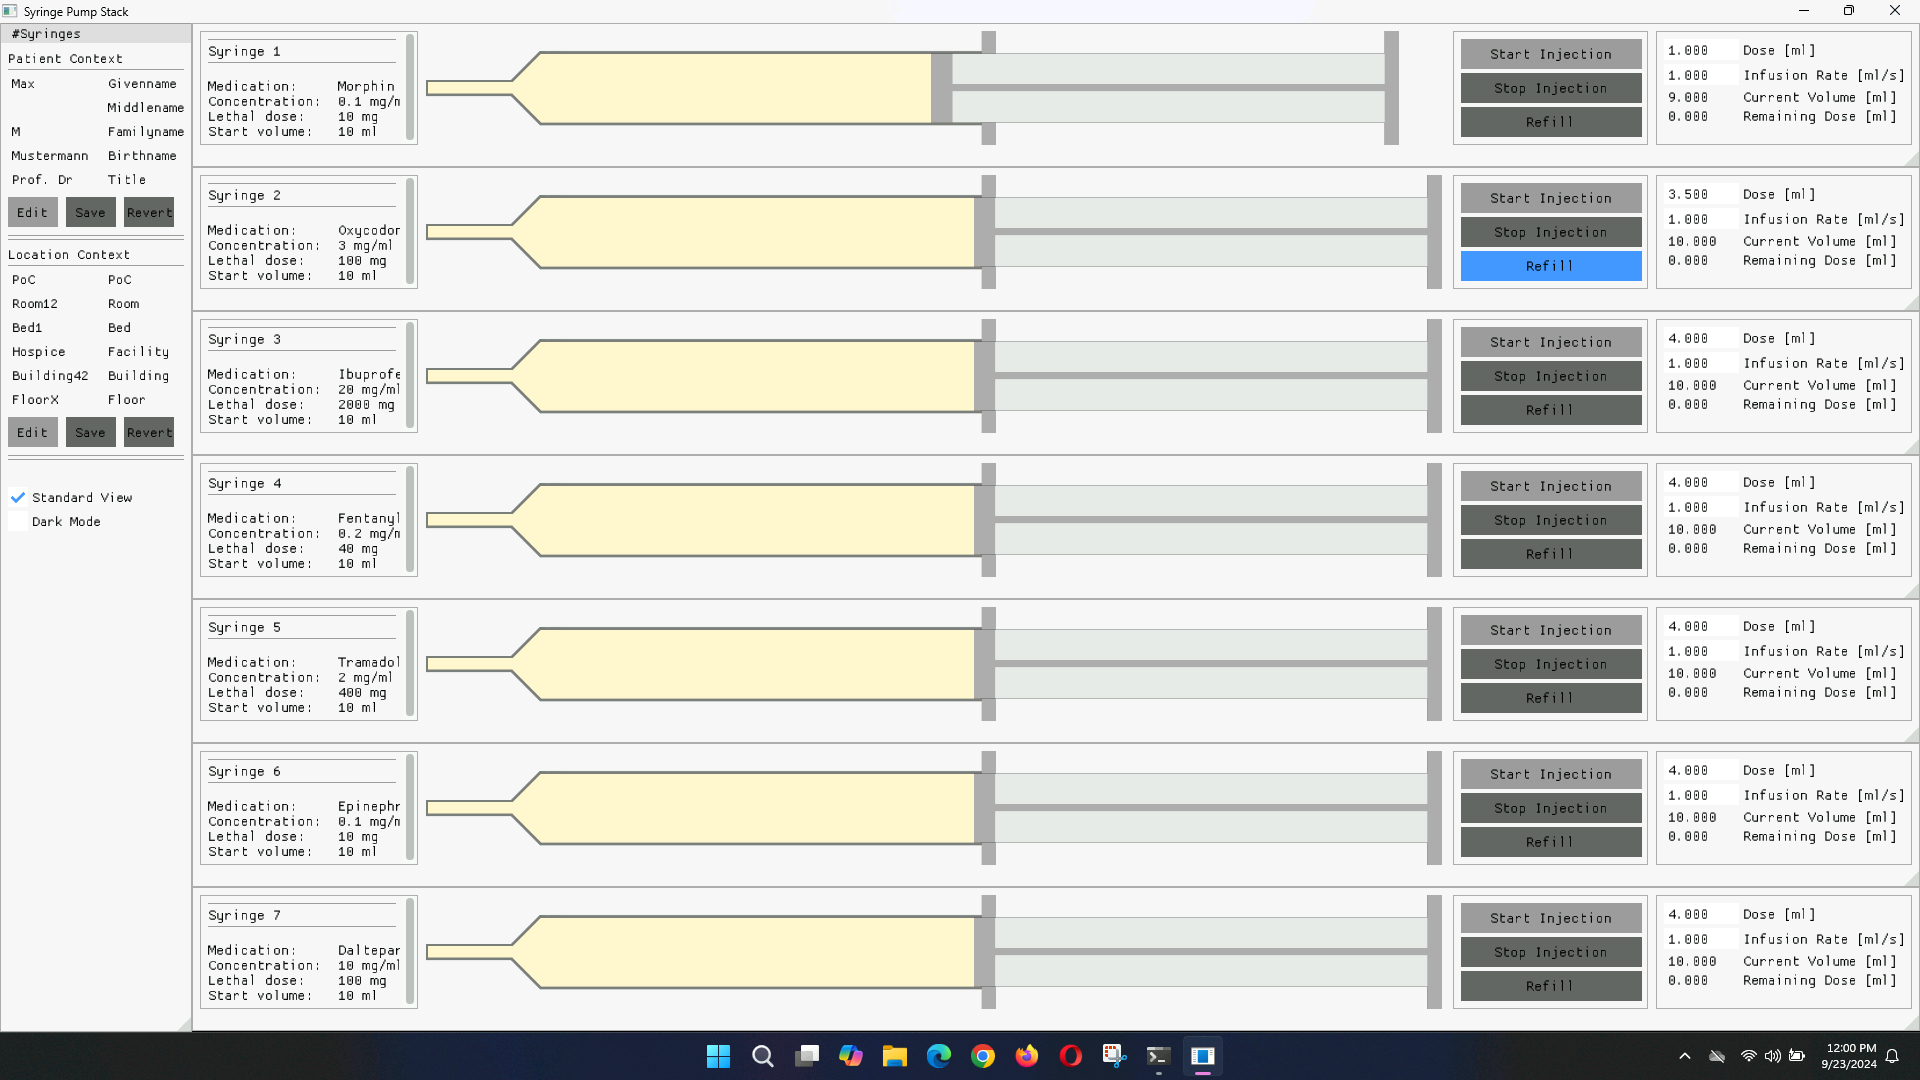 Syringe Pump Stack
#Syringes
Patient Context
Max Givenname
Middlename
M Familyname
Mustermann Birthname
Prof. Dr Title
Edit Save Revert
Location Context
PoC PoC
Room12 Room
Bed1 Bed
Hospice Facility
Building42 Building
FloorX Floor
Edit Save Revert
Standard View
Dark Mode
Syringe 1
Medication: Morphin
Concentration: 0.1 mg/m
Lethal dose: 10 mg
Start volume: 10 ml
Start Injection
Stop Injection
Refill
1.000 Dose [ml]
1.000 Infusion Rate [ml/s]
9.000 Current Volume [ml]
0.000 Remaining Dose [ml]
Syringe 2
Medication: Oxycodor
Concentration: 3 mg/ml
Lethal dose: 100 mg
Start volume: 10 ml
Start Injection
Stop Injection
Refill
3.500 Dose [ml]
1.000 Infusion Rate [ml/s]
10.000 Current Volume [ml]
0.000 Remaining Dose [ml]
Syringe 3
Medication: Ibuprofe
Concentration: 20 mg/ml
Lethal dose: 2000 mg
Start volume: 10 ml
Start Injection
Stop Injection
Refill
4.000 Dose [ml]
1.000 Infusion Rate [ml/s]
10.000 Current Volume [ml]
0.000 Remaining Dose [ml]
Syringe 4
Medication: Fentanyl
Concentration: 0.2 mg/m
Lethal dose: 40 mg
Start volume: 10 ml
Start Injection
Stop Injection
Refill
4.000 Dose [ml]
1.000 Infusion Rate [ml/s]
10.000 Current Volume [ml]
0.000 Remaining Dose [ml]
Syringe 5
Medication: Tramadol
Concentration: 2 mg/ml
Lethal dose: 400 mg
Start volume: 10 ml
Start Injection
Stop Injection
Refill
4.000 Dose [ml]
1.000 Infusion Rate [ml/s]
10.000 Current Volume [ml]
0.000 Remaining Dose [ml]
Syringe 6
Medication: Epinephr
Concentration: 0.1 mg/m
Lethal dose: 10 mg
Start volume: 10 ml
Start Injection
Stop Injection
Refill
4.000 Dose [ml]
1.000 Infusion Rate [ml/s]
10.000 Current Volume [ml]
0.000 Remaining Dose [ml]
Syringe 7
Medication: Daltepar
Concentration: 10 mg/ml
Lethal dose: 100 mg
Start volume: 10 ml
Start Injection
Stop Injection
Refill
4.000 Dose [ml]
1.000 Infusion Rate [ml/s]
10.000 Current Volume [ml]
0.000 Remaining Dose [ml]
12:00 PM
9/23/2024